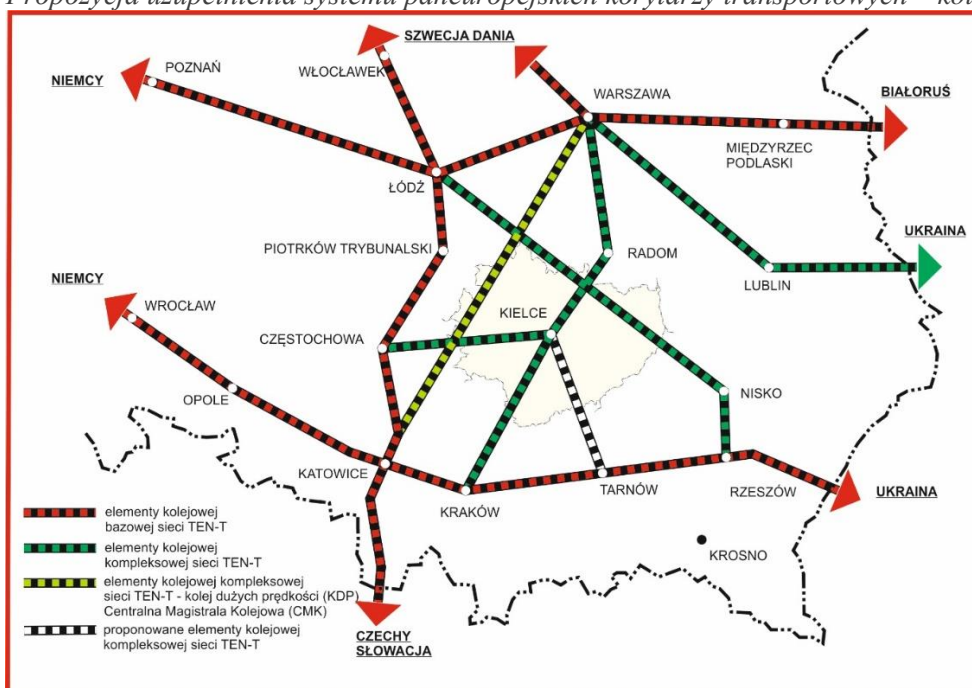 Propozycja uzupełnienia systemu paneuropejskich korytarzy transportowych – kol
SZWECJA DANIA
POZNAŃ
WŁOCŁAWEK
NIEMCY
WARSZAWA
BIAŁORUŚ
MIĘDZYRZEC
PODLASKI
ŁÓDŹ
UKRAINA
PIOTRKÓW TRYBUNALSKI
RADOM
NIEMCY
LUBLIN
WROCŁAW
KIELCE
CZĘSTOCHOWA
OPOLE
NISKO
KATOWICE
TARNÓW
RZESZÓW
UKRAINA
KRAKÓW
KROSNO
elementy kolejowej
bazowej sieci TEN-T
elementy kolejowej
kompleksowej sieci TEN-T
elementy kolejowej kompleksowej
sieci TEN-T - kolej dużych prędkości (KDP)
Centralna Magistrala Kolejowa (CMK)
proponowane elementy kolejowej
kompleksowej sieci TEN-T
CZECHY
SŁOWACJA